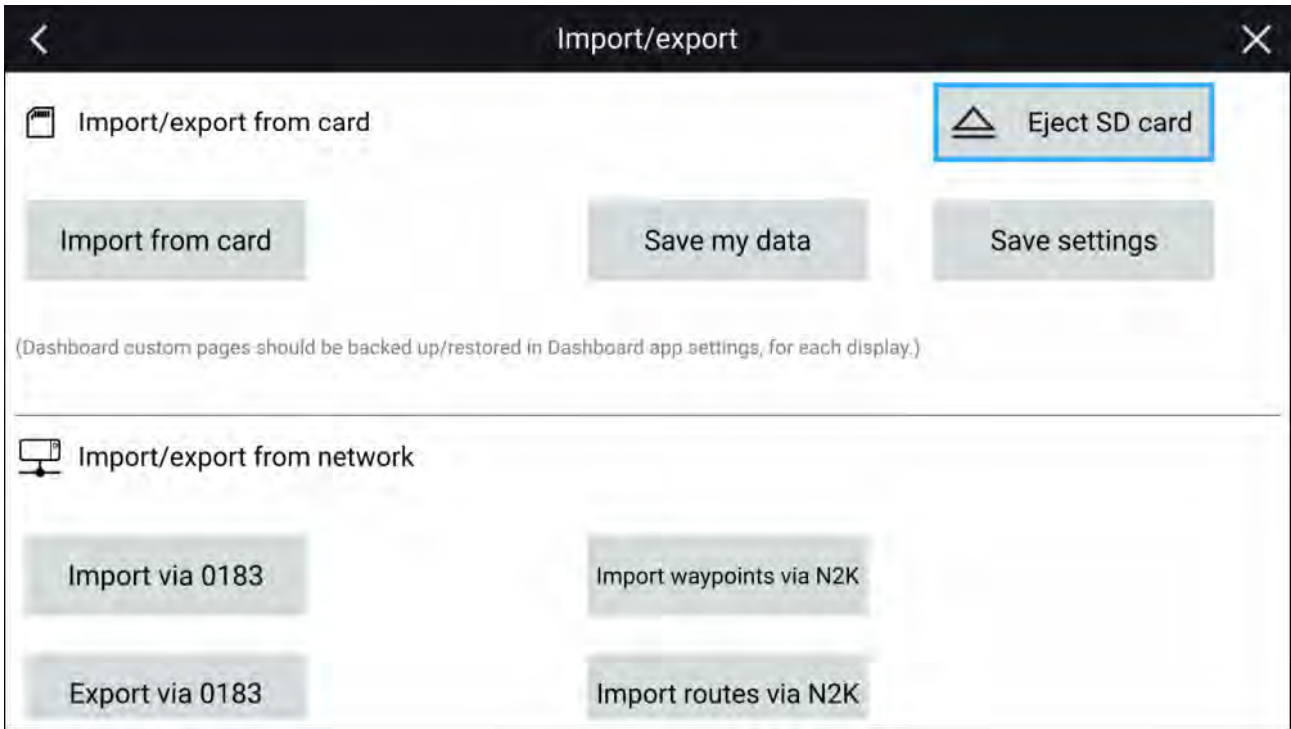 Import/export
Import/export from card
Eject SD card
Import from card
Save my data
Save settings
(Dashboard custom pages should be backed up/restored in Dashboard app settings, for each display.)
Import/export from network
Import via 0183
Import waypoints via N2K
Export via 0183
Import routes via N2K